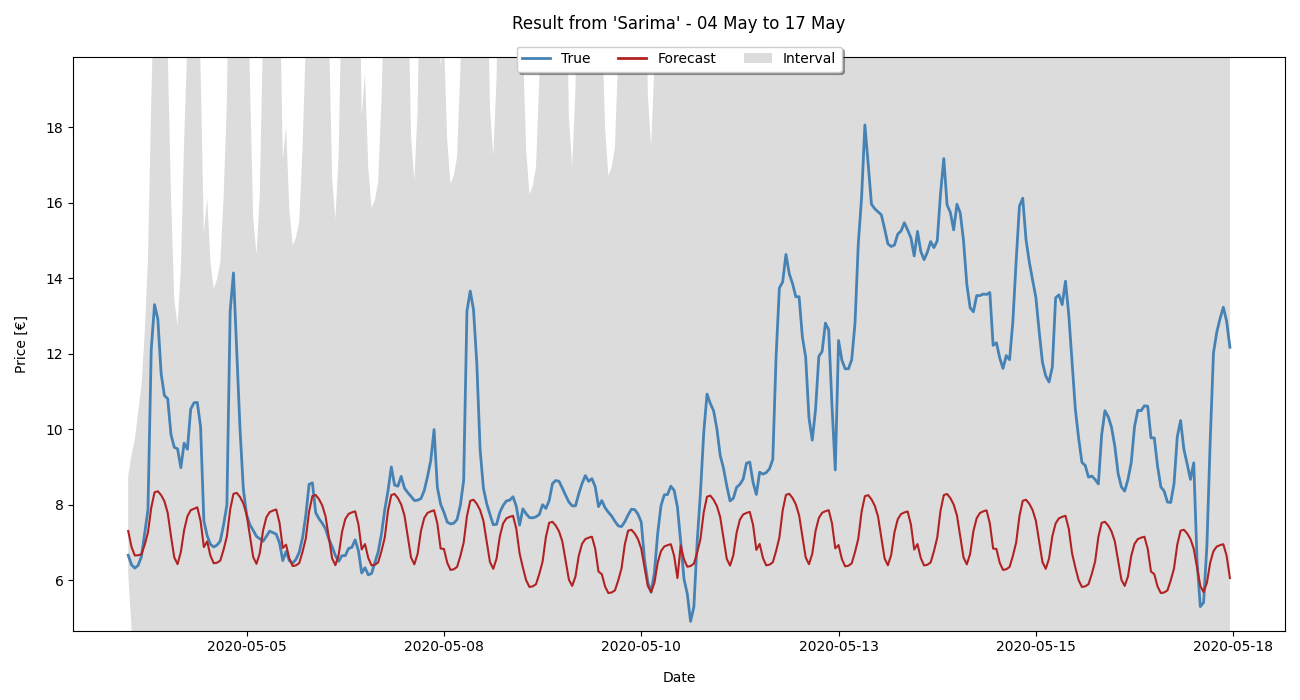 Result from 'Sarima' - 04 May to 17 May
True Forecast Interval
Price [€]
18
16
14
12
10
8
6
2020-05-05 2020-05-08 2020-05-10 2020-05-13 2020-05-15 2020-05-18
Date